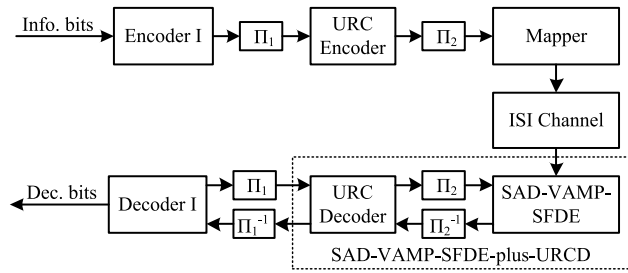 Info. bits
Encoder I
Π1
URC
Encoder
Π2
Mapper
ISI Channel
Dec. bits
Decoder I
Π1
Π1-1
URC
Decoder
Π2
Π2-1
SAD-VAMP-
SFDE
SAD-VAMP-SFDE-plus-URCD